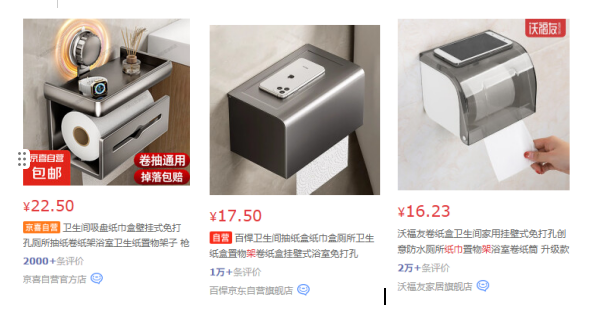 京喜自营
包邮
卷抽通用
掉落包赔
¥22.50
京喜自营 卫生间吸盘纸巾盒壁挂式免打
孔厕所抽纸卷纸架浴室卫生纸置物架子 枪
2000+条评价
京喜自营官方店
¥17.50
自营 百悍卫生间抽纸盒纸巾盒厕所卫生
纸盒置物架卷纸盒挂壁式浴室免打孔
1万+条评价
百悍京东自营旗舰店
沃福友
¥16.23
沃福友卷纸盒卫生间家用挂壁式免打孔创
意防水厕所纸巾置物架浴室卷纸筒 升级款
2万+条评价
沃福友家居旗舰店